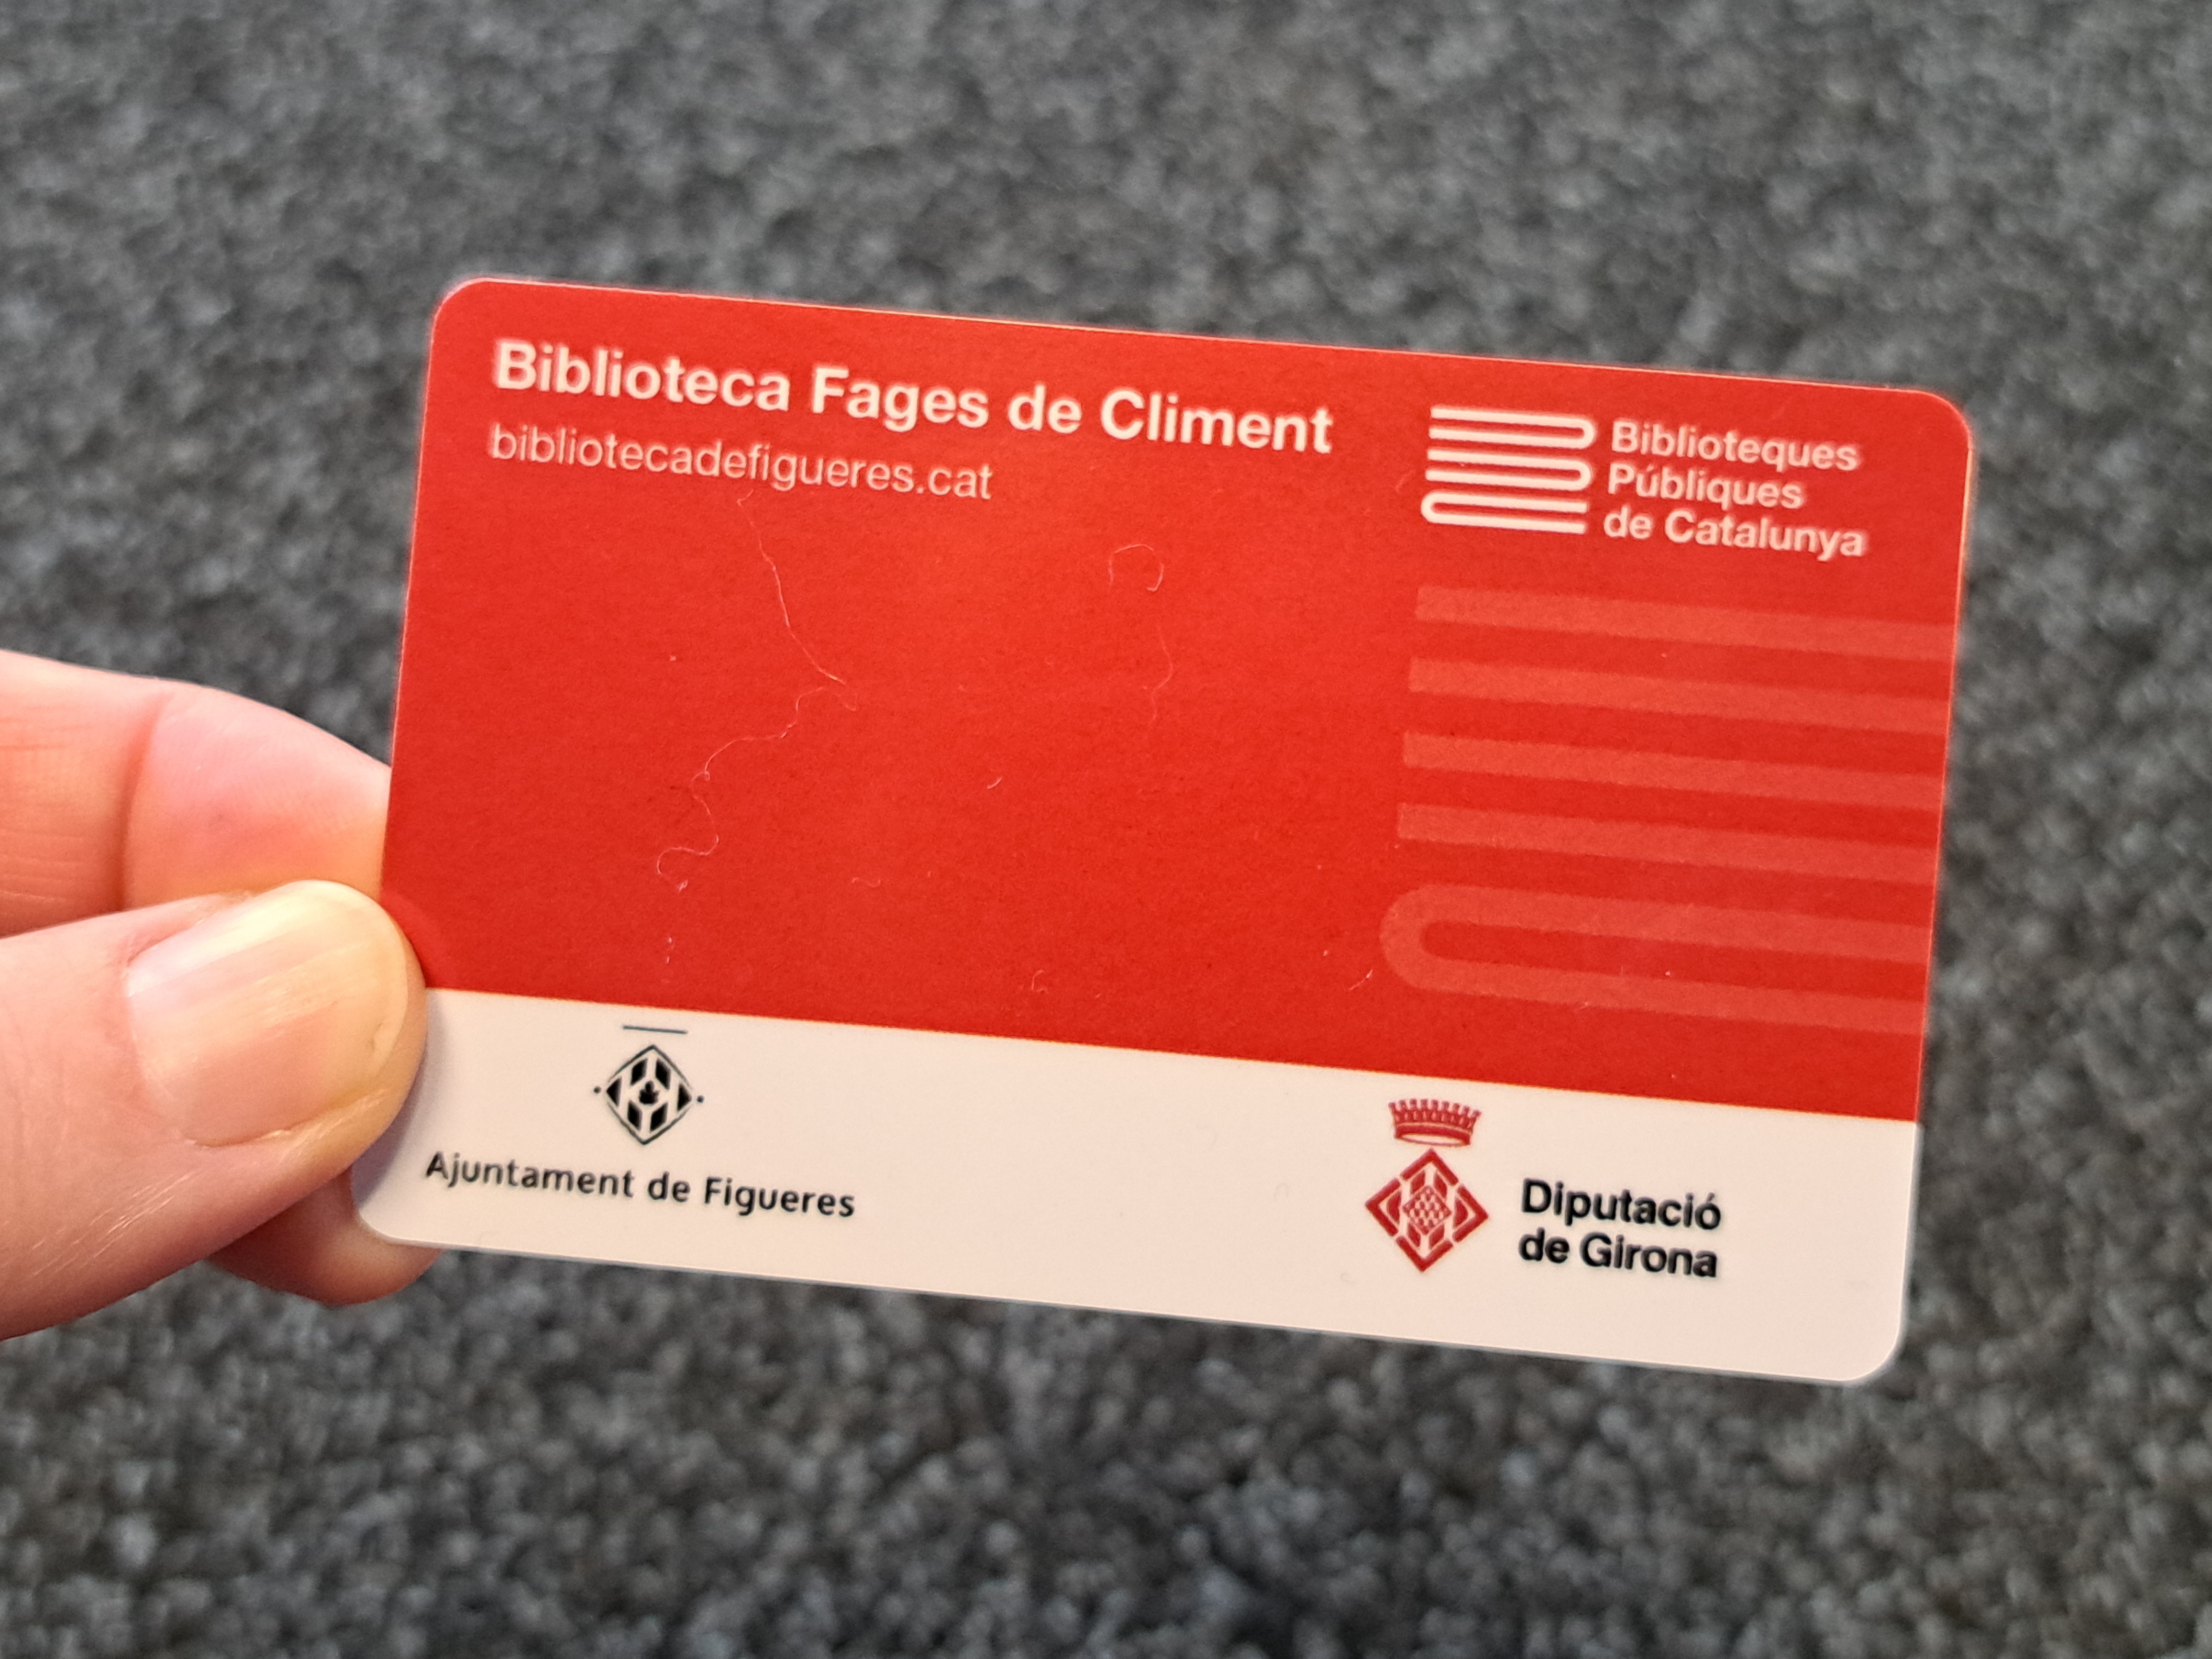 Biblioteca Fages de Climent
bibliotecadefigueres.cat
Biblioteques
Públiques
de Catalunya
Ajuntament de Figueres
Diputació
de Girona